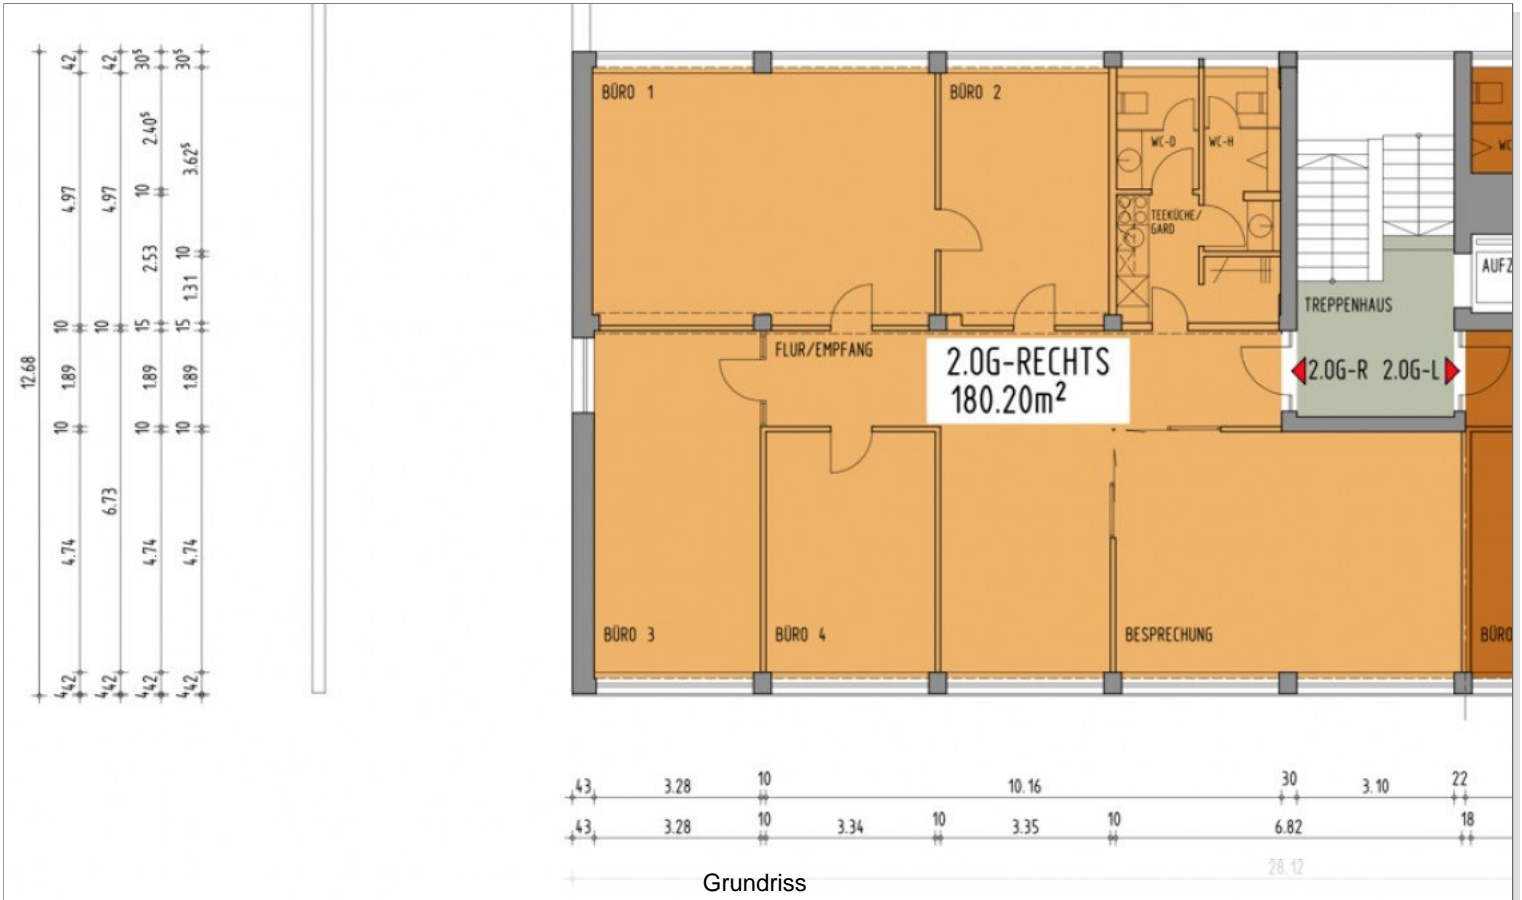 42
42
30⁵
30⁵
4.97
4.97
2.40⁵
3.62⁵
10
2.53
10
1.31
10
10
15
15
12.68
1.89
1.89
1.89
10
10
10
6.73
4.74
4.74
4.74
42
42
42
42
BÜRO 1
BÜRO 2
WC-D
WC-H
WC
TEEKÜCHE/
GARD
AUFZ
TREPPENHAUS
FLUR/EMPFANG
2.OG-RECHTS
180.20m²
2.OG-R 2.OG-L
BÜRO 3
BÜRO 4
BESPRECHUNG
BÜRO
43 3.28 10 10.16 30 3.10 22
43 3.28 10 3.34 10 3.35 10 6.82 18
28.12
Grundriss